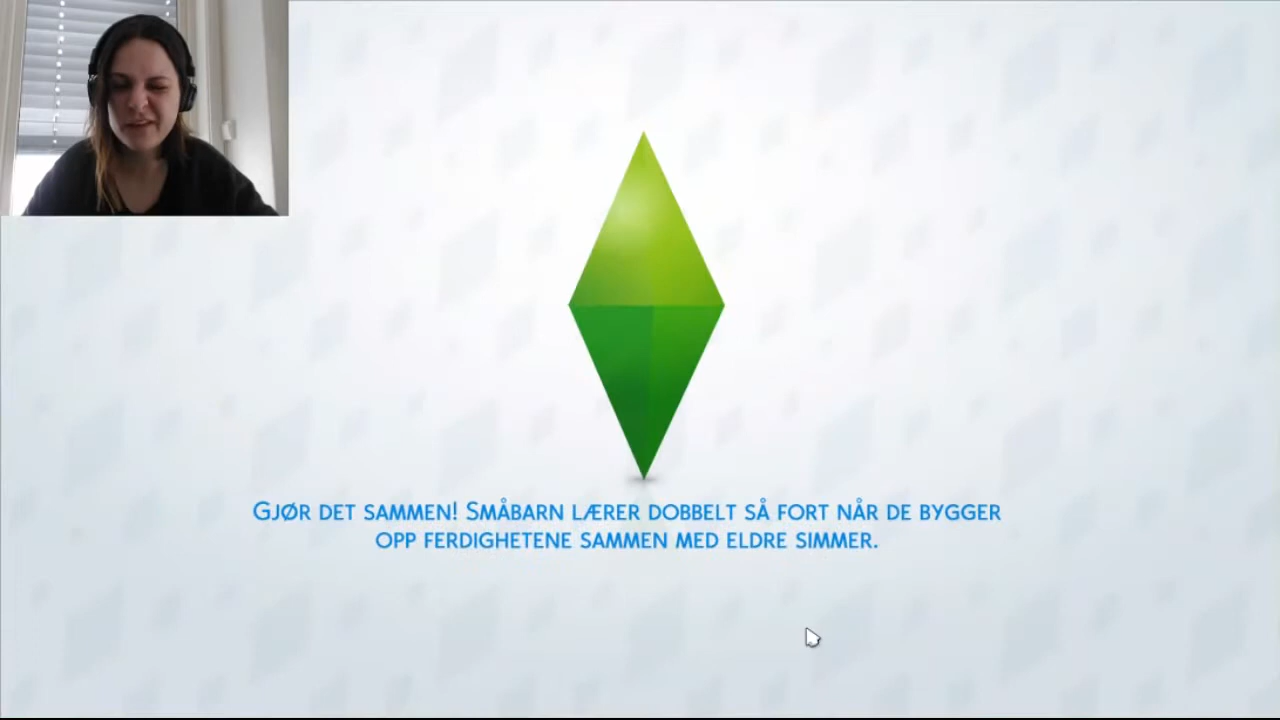 Gjør det sammen! Småbarn lærer dobbelt så fort når de bygger
opp ferdighetene sammen med eldre simmer.